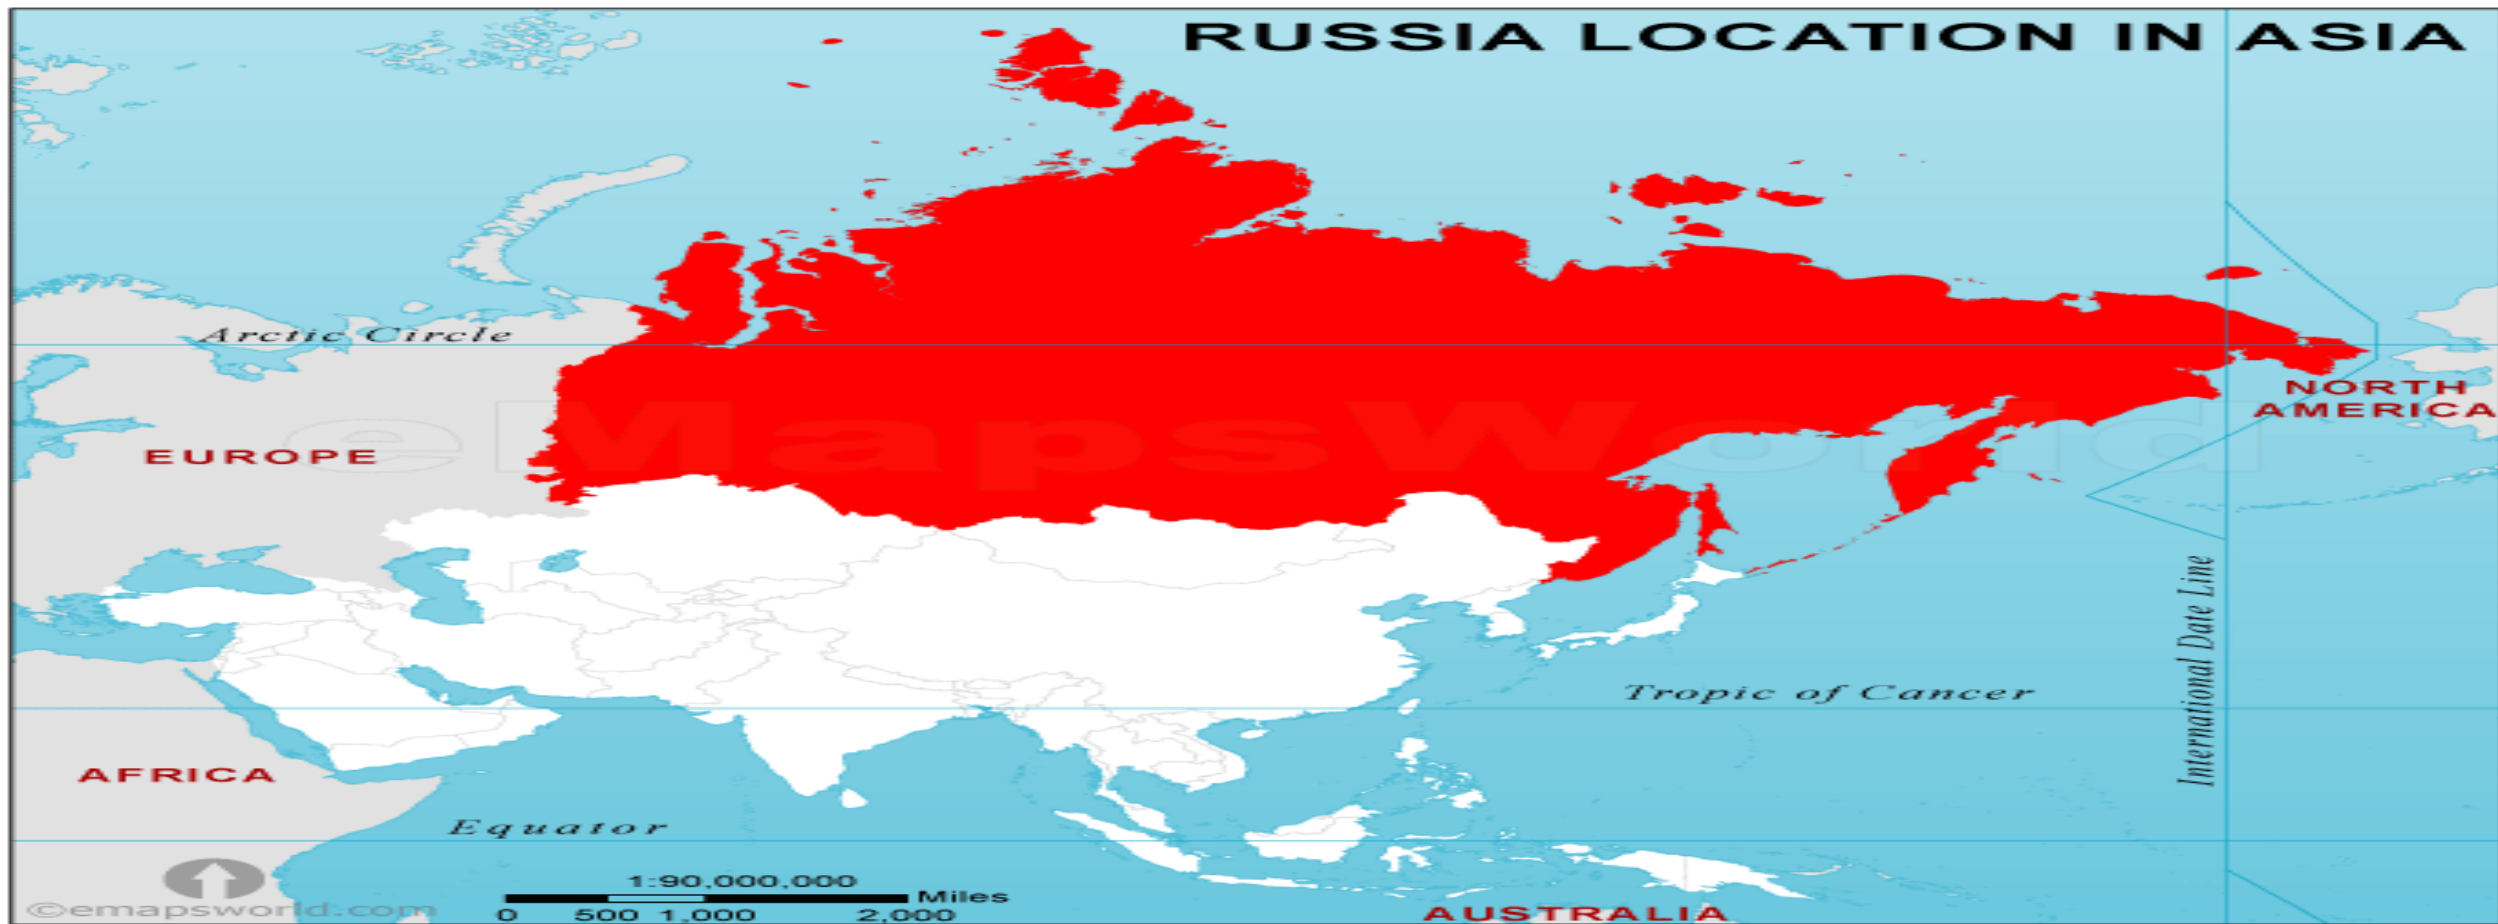 RUSSIA LOCATION IN ASIA
Arctic Circle
NORTH
AMERICA
eMapsWorld
EUROPE
International Date Line
Tropic of Cancer
AFRICA
Equator
1:90,000,000
Miles
0 500 1,000 2,000
©emapsworld.com
AUSTRALIA